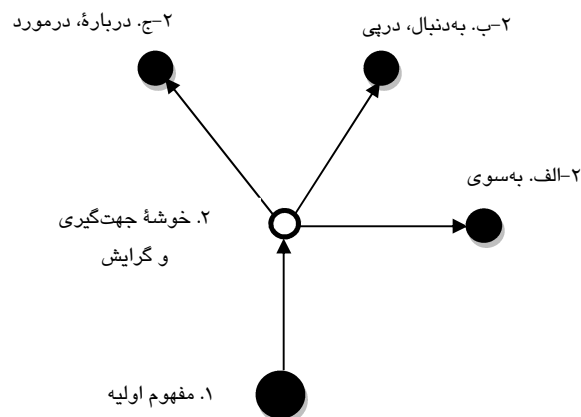 ۲-ب. به‌دنبال، درپی
۲-ج. دربارهٔ، درمورد
۲-الف. به‌سوی
۲. خوشهٔ جهت‌گیری
و گرایش
۱. مفهوم اولیه